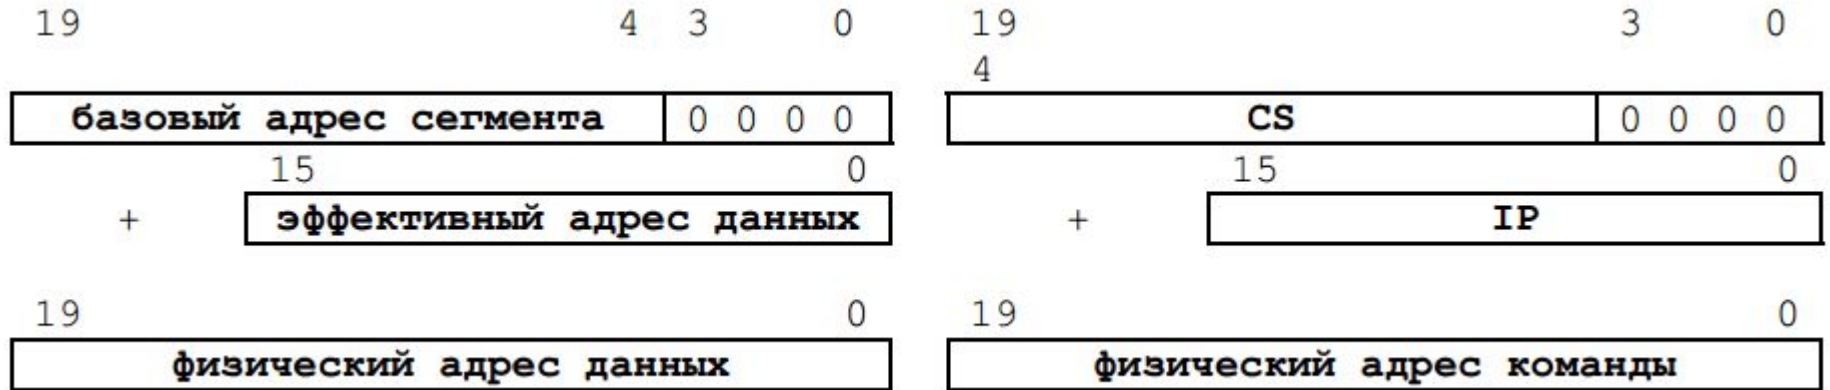 19 4 3 0
базовый адрес сегмента 0 0 0 0
15 0
+ эффективный адрес данных
19 0
физический адрес данных
19 3 0
4
CS 0 0 0 0
15 0
+ IP
19 0
физический адрес команды